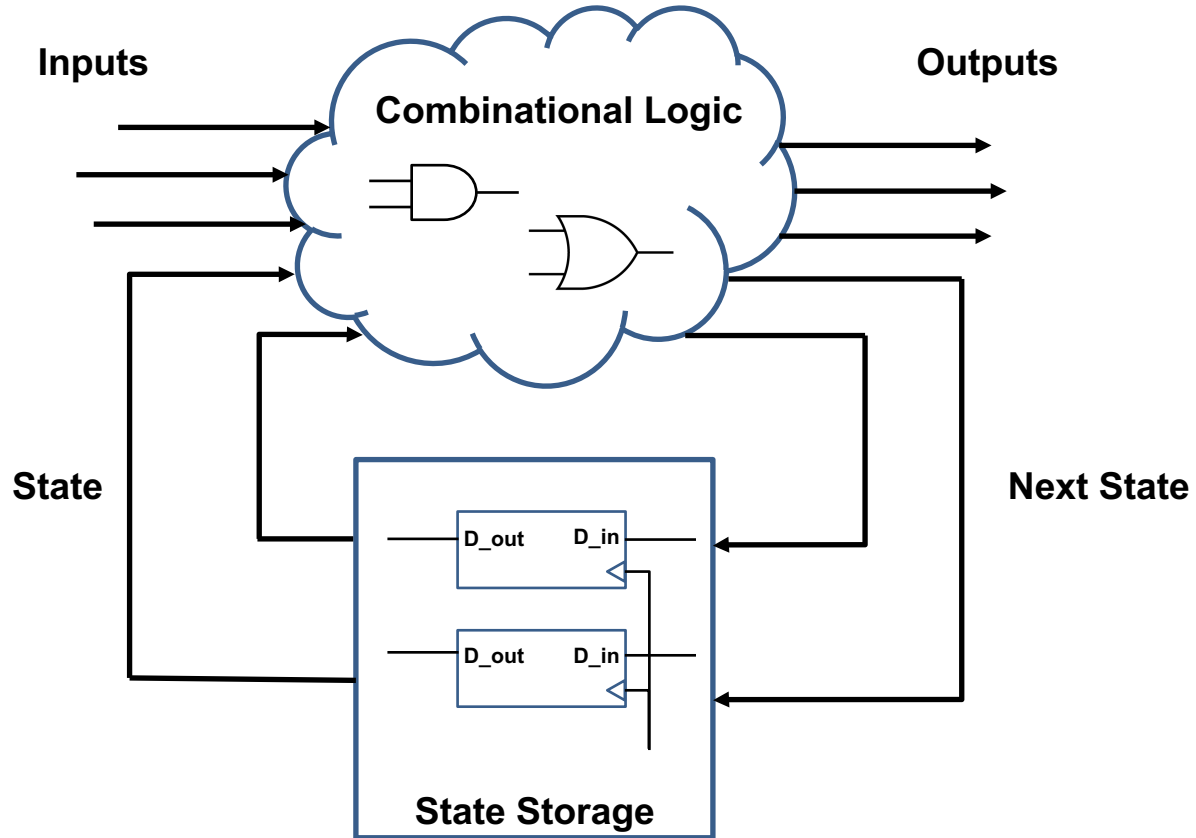 Inputs
Outputs
Combinational Logic
State
Next State
D_out
D_in
D_out
D_in
State Storage